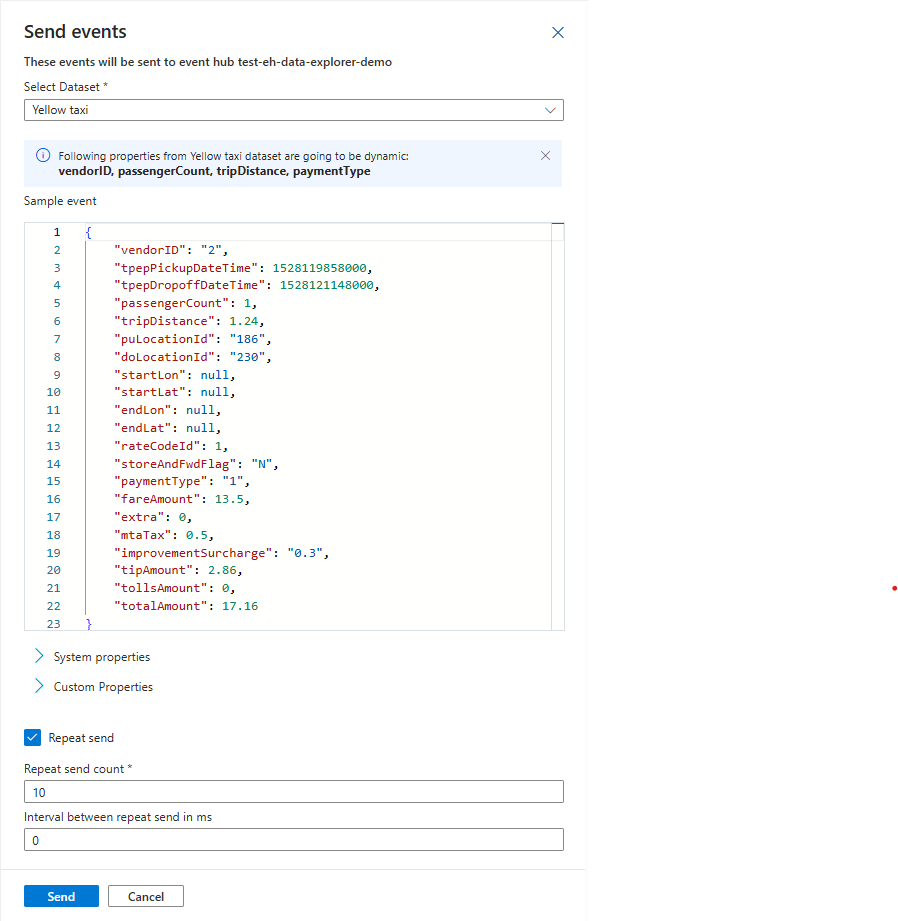 Send events
These events will be sent to event hub test-eh-data-explorer-demo
Select Dataset *
Yellow taxi
Following properties from Yellow taxi dataset are going to be dynamic:
vendorID, passengerCount, tripDistance, paymentType
Sample event
1 {
2 "vendorID": "2",
3 "tpepPickupDateTime": 1528119858000,
4 "tpepDropoffDateTime": 1528121148000,
5 "passengerCount": 1,
6 "tripDistance": 1.24,
7 "puLocationId": "186",
8 "doLocationId": "230",
9 "startLon": null,
10 "startLat": null,
11 "endLon": null,
12 "endLat": null,
13 "rateCodeId": 1,
14 "storeAndFwdFlag": "N",
15 "paymentType": "1",
16 "fareAmount": 13.5,
17 "extra": 0,
18 "mtaTax": 0.5,
19 "improvementSurcharge": "0.3",
20 "tipAmount": 2.86,
21 "tollsAmount": 0,
22 "totalAmount": 17.16
23 }
System properties
Custom Properties
Repeat send
Repeat send count *
10
Interval between repeat send in ms
0
Send Cancel